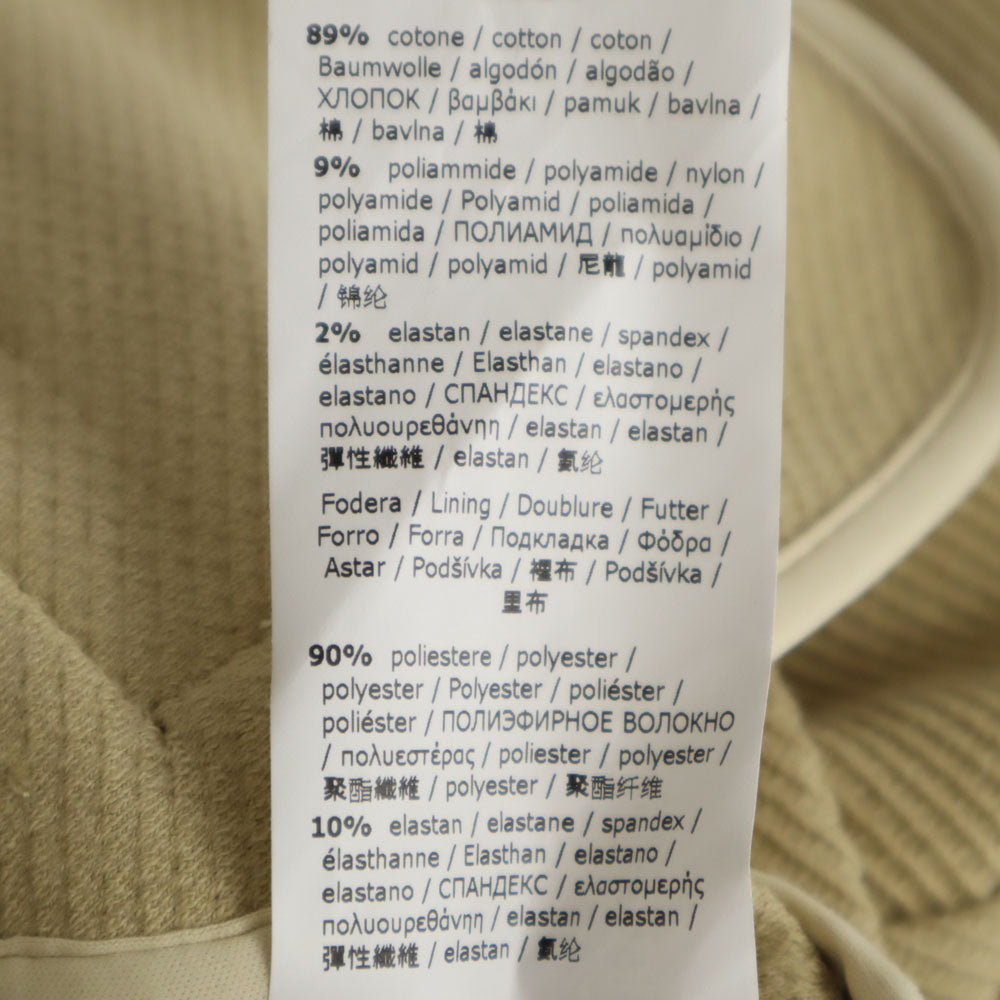 89% cotone / cotton / coton /
Baumwolle / algodón / algodão /
ХЛОПОК / βαμβάκι / pamuk / bavlna /
棉 / bavlna / 棉
9% poliammide / polyamide / nylon /
polyamide / Polyamid / poliamida /
poliamida / ПОЛИАМИД / πολυαμίδιο /
polyamid / polyamid / 尼龍 / polyamid
/ 锦纶
2% elastan / elastane / spandex /
élasthanne / Elasthan / elastano /
elastano / СПАНДЕКС / ελαστομερής
πολυουρεθάνηη / elastan / elastan /
彈性纖維 / elastan / 氨纶
Fodera / Lining / Doublure / Futter /
Forro / Forra / Подкладка / Φόδρα /
Astar / Podšívka / 裡布 / Podšívka /
里布
90% poliestere / polyester /
polyester / Polyester / poliéster /
poliéster / ПОЛИЭФИРНОЕ ВОЛОКНО
/ πολυεστέρας / poliester / polyester /
聚酯纖維 / polyester / 聚酯纤维
10% elastan / elastane / spandex /
élasthanne / Elasthan / elastano /
elastano / СПАНДЕКС / ελαστομερής
πολυουρεθάνηη / elastan / elastan /
彈性纖維 / elastan / 氨纶